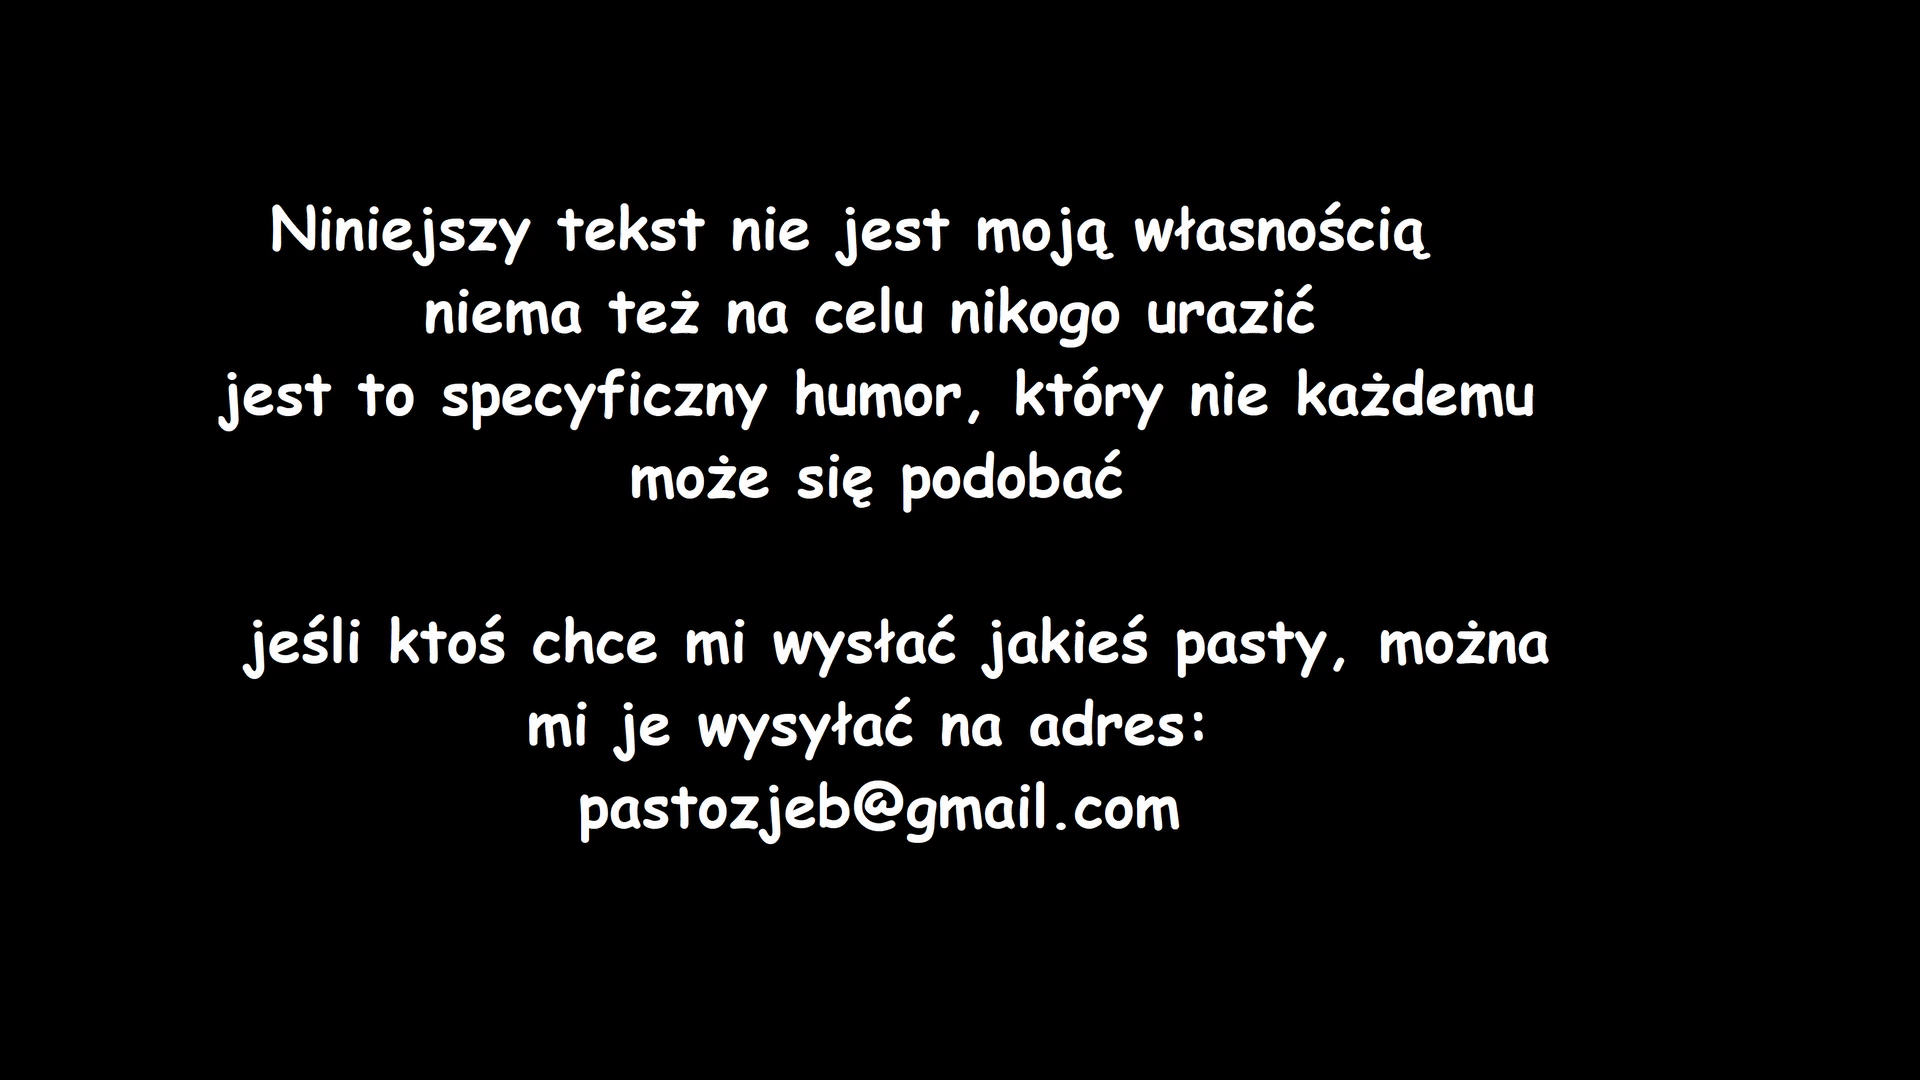 Niniejszy tekst nie jest moją własnością
niema też na celu nikogo urazić
jest to specyficzny humor, który nie każdemu
może się podobać
jeśli ktoś chce mi wysłać jakieś pasty, można
mi je wysyłać na adres:
pastozjeb@gmail.com